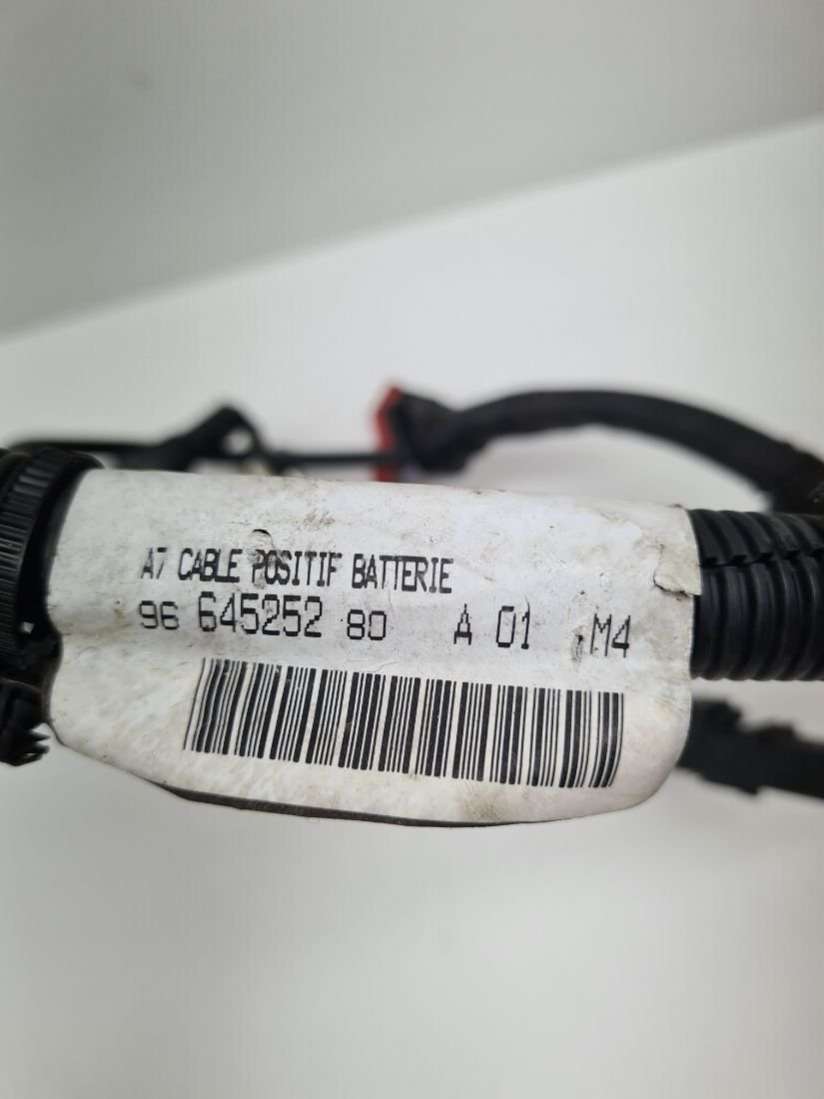 A7 CABLE POSITIF BATTERIE
96 645252 80 A 01 M4